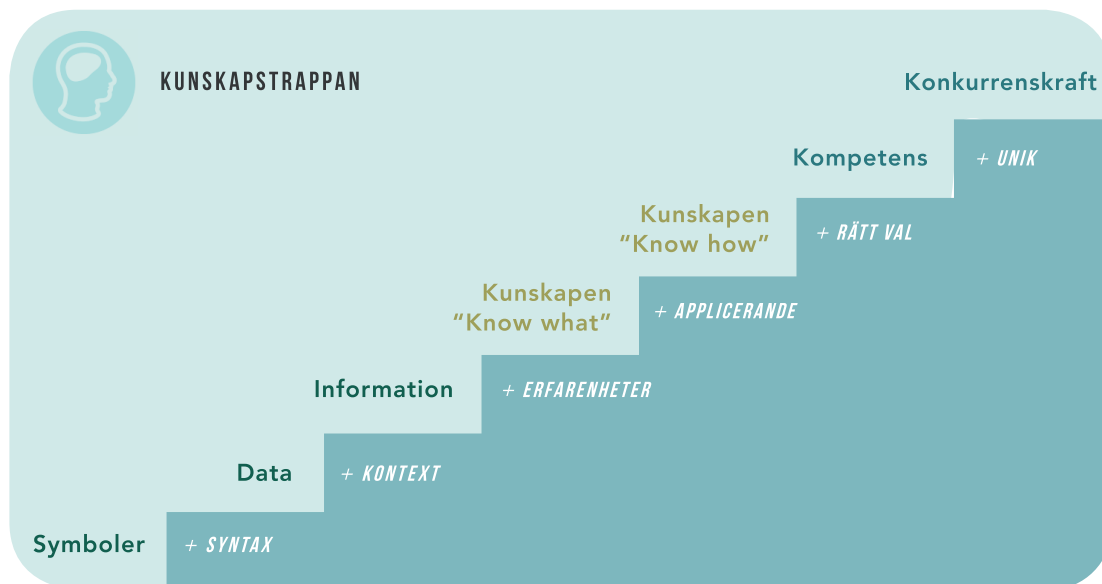 KUNSKAPSTRAPPAN
Konkurrenskraft
Kompetens
+ UNIK
Kunskapen
“Know how”
+ RÄTT VAL
Kunskapen
“Know what”
+ APPLICERANDE
Information
+ ERFARENHETER
Data
+ KONTEXT
Symboler
+ SYNTAX